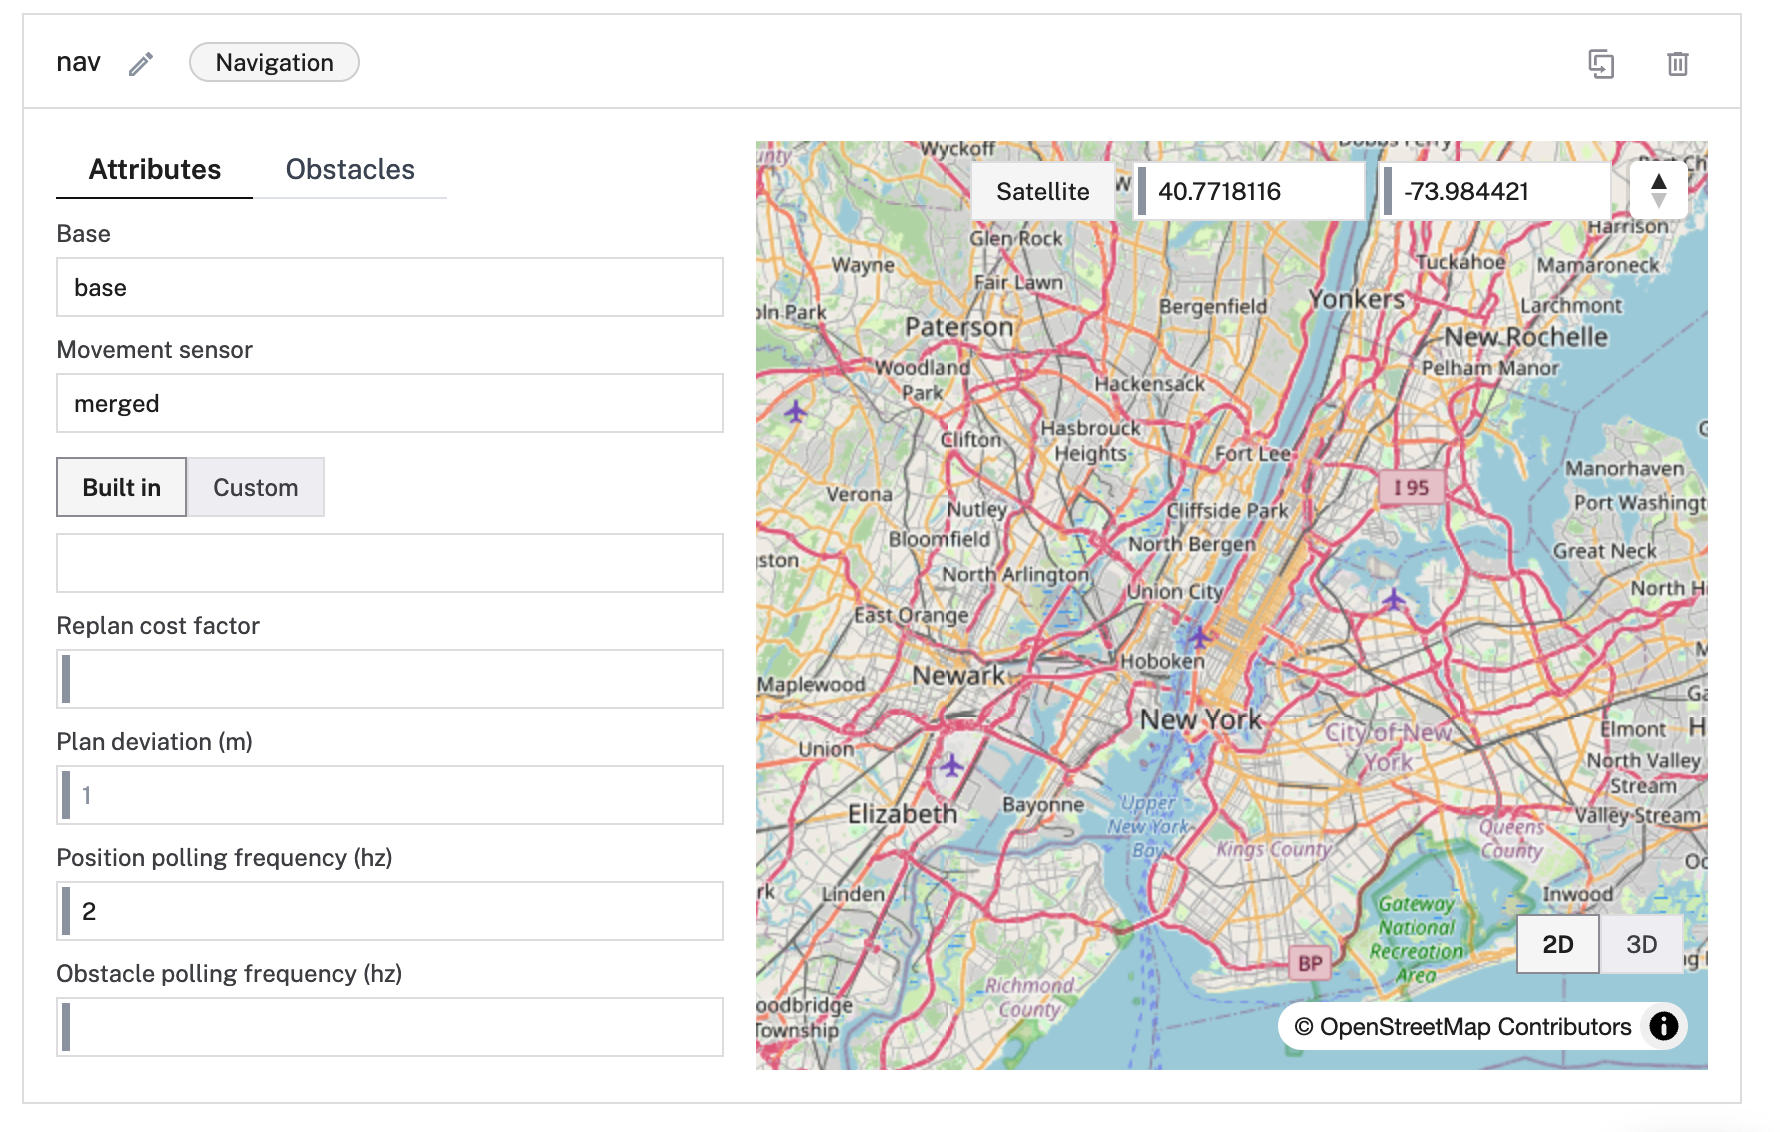 nav
Navigation
Attributes
Obstacles
Base
base
Movement sensor
merged
Built in
Custom
Replan cost factor
Plan deviation (m)
1
Position polling frequency (hz)
2
Obstacle polling frequency (hz)
Satellite
40.7718116
-73.984421
Wyckoff
Glen Rock
Harrison
Wayne
Tuckahoe
Mamaroneck
Fair Lawn
Bergenfield
Yonkers
Larchmont
oln Park
Paterson
New Rochelle
Woodland
Park
Pelham Manor
Hackensack
Hasbrouck
Heights
Clifton
Fort Lee
Manorhaven
I 95
Verona
Nutley
Cliffside Park
Port Washingt
Bloomfield
North Bergen
Great Neck
ston
North Arlington
Union City
North H
East Orange
Hoboken
Newark
Maplewood
New York
City of New
York
Elmont
H
Union
North Valley
Stream
Elizabeth
Bayonne
Upper
New York
Bay
Valley Stream
Queens
County
Kings County
rk
Linden
Inwood
Gateway
National
Recreation
Area
2D
3D
BP
Richmond
County
oodbridge
Township
© OpenStreetMap Contributors